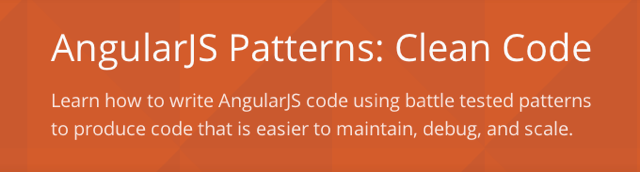 AngularJS Patterns: Clean Code
Learn how to write AngularJS code using battle tested patterns
to produce code that is easier to maintain, debug, and scale.